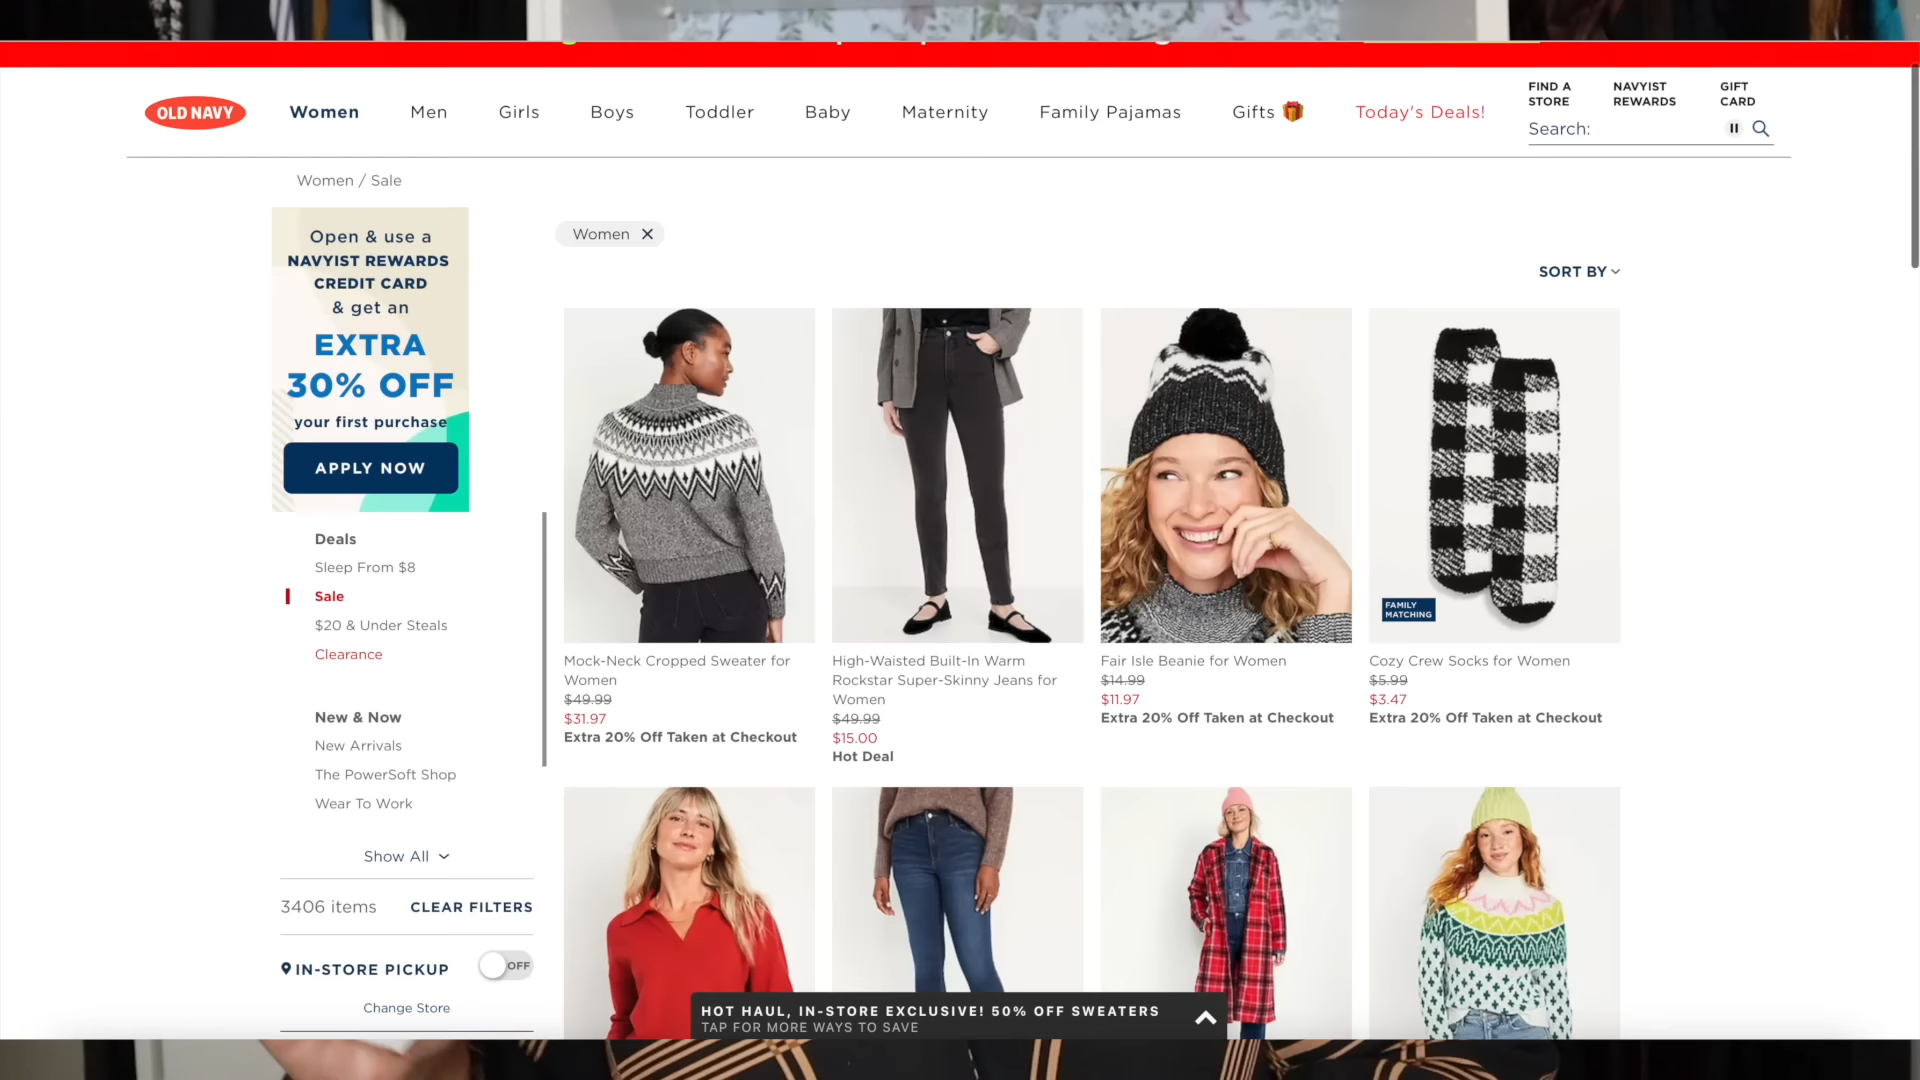 OLD NAVY
Women
Men
Girls
Boys
Toddler
Baby
Maternity
Family Pajamas
Gifts
Today's Deals!
FIND A
STORE
NAVYIST
REWARDS
GIFT
CARD
Search:
Women / Sale
Open & use a
NAVYIST REWARDS
CREDIT CARD
& get an
EXTRA
30% OFF
your first purchase
APPLY NOW
Deals
Sleep From $8
Sale
$20 & Under Steals
Clearance
New & Now
New Arrivals
The PowerSoft Shop
Wear To Work
Show All
3406 items
CLEAR FILTERS
IN-STORE PICKUP
OFF
Change Store
Women
SORT BY
Mock-Neck Cropped Sweater for
Women
$49.99
$31.97
Extra 20% Off Taken at Checkout
High-Waisted Built-In Warm
Rockstar Super-Skinny Jeans for
Women
$49.99
$15.00
Hot Deal
Fair Isle Beanie for Women
$14.99
$11.97
Extra 20% Off Taken at Checkout
FAMILY
MATCHING
Cozy Crew Socks for Women
$5.99
$3.47
Extra 20% Off Taken at Checkout
HOT HAUL, IN-STORE EXCLUSIVE! 50% OFF SWEATERS
TAP FOR MORE WAYS TO SAVE